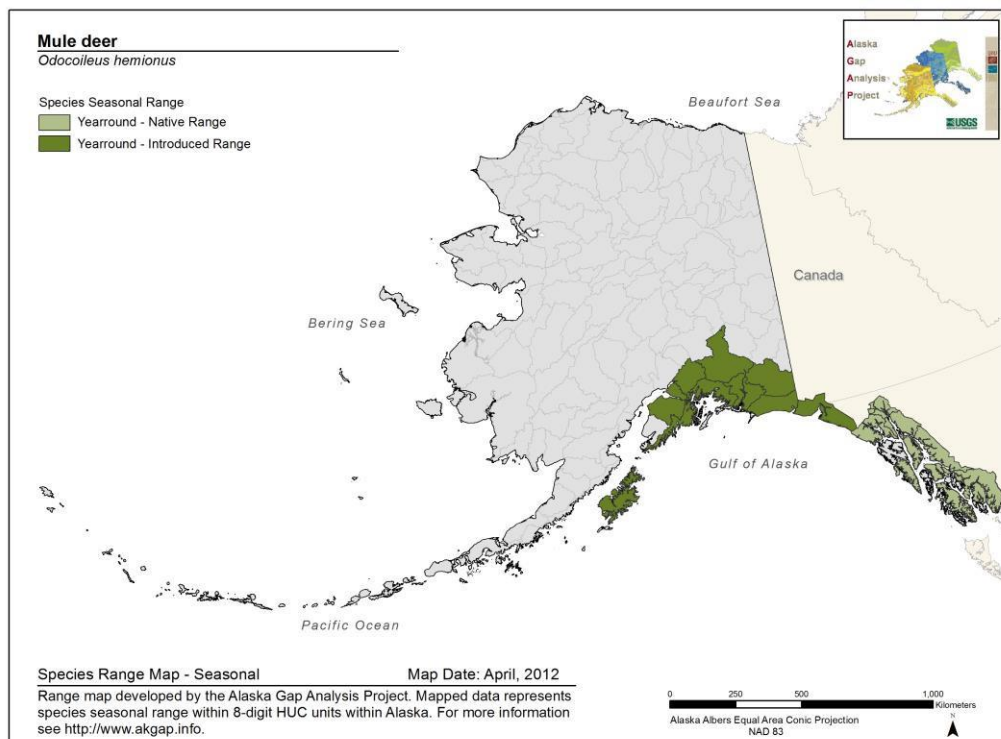 Mule deer
Odocoileus hemionus
Species Seasonal Range
Yearround - Native Range
Yearround - Introduced Range
Alaska
Gap
Analysis
Project
USGS
Beaufort Sea
Canada
Bering Sea
Gulf of Alaska
Pacific Ocean
Species Range Map - Seasonal Map Date: April, 2012
Range map developed by the Alaska Gap Analysis Project. Mapped data represents
species seasonal range within 8-digit HUC units within Alaska. For more information
see http://www.akgap.info.
0 250 500 1,000
Kilometers
Alaska Albers Equal Area Conic Projection
NAD 83
N